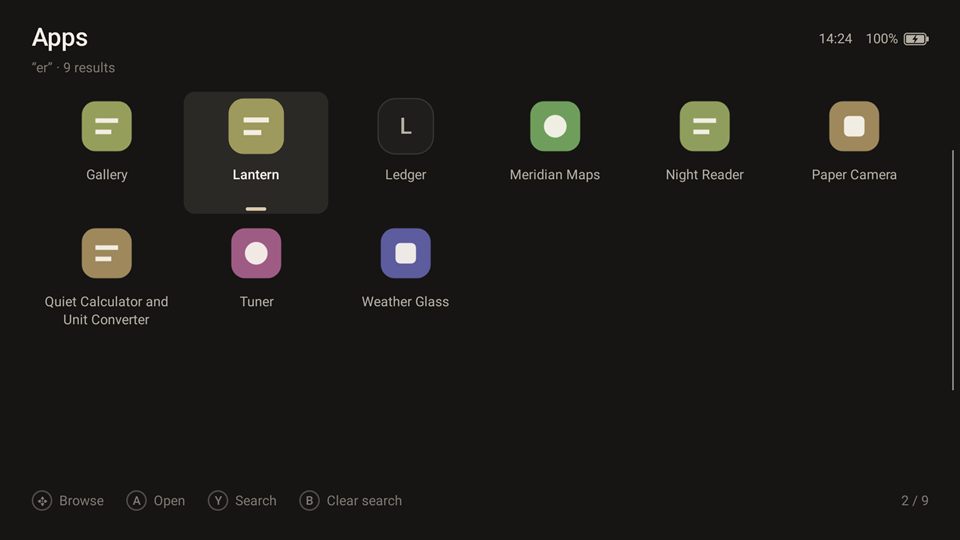 Apps
14:24 100%
"er" · 9 results
Gallery
Lantern
L
Ledger
Meridian Maps
Night Reader
Paper Camera
Quiet Calculator and
Unit Converter
Tuner
Weather Glass
Browse
A Open
Y Search
B Clear search
2 / 9